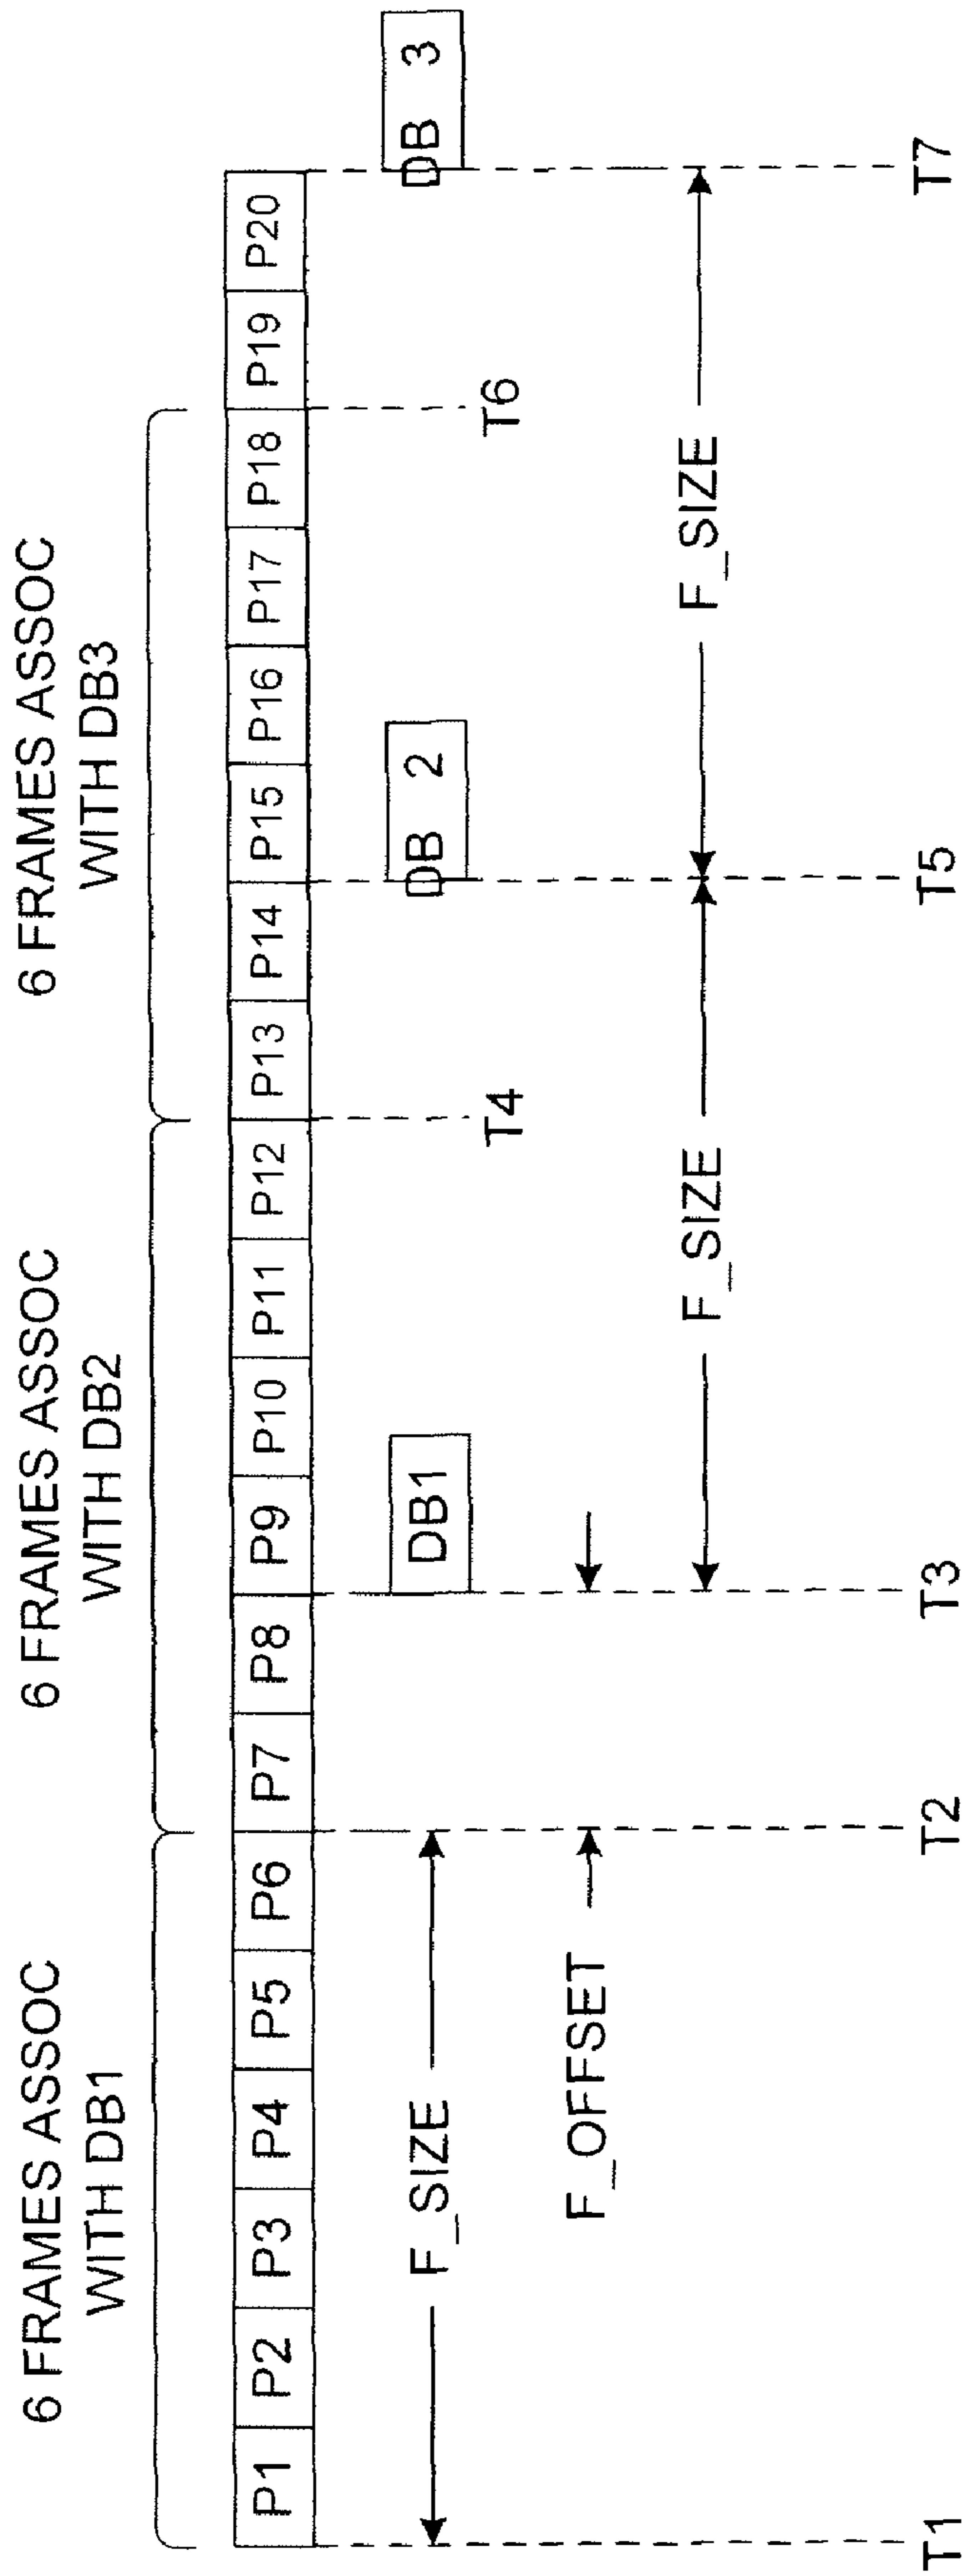 6 FRAMES ASSOC
WITH DB1
6 FRAMES ASSOC
WITH DB2
6 FRAMES ASSOC
WITH DB3
P1 P2 P3 P4 P5 P6 P7 P8 P9 P10 P11 P12 P13 P14 P15 P16 P17 P18 P19 P20
DB1
DB 2
DB 3
F_SIZE
T4
T6
F_OFFSET
F_SIZE
F_SIZE
T1
T2
T3
T5
T7